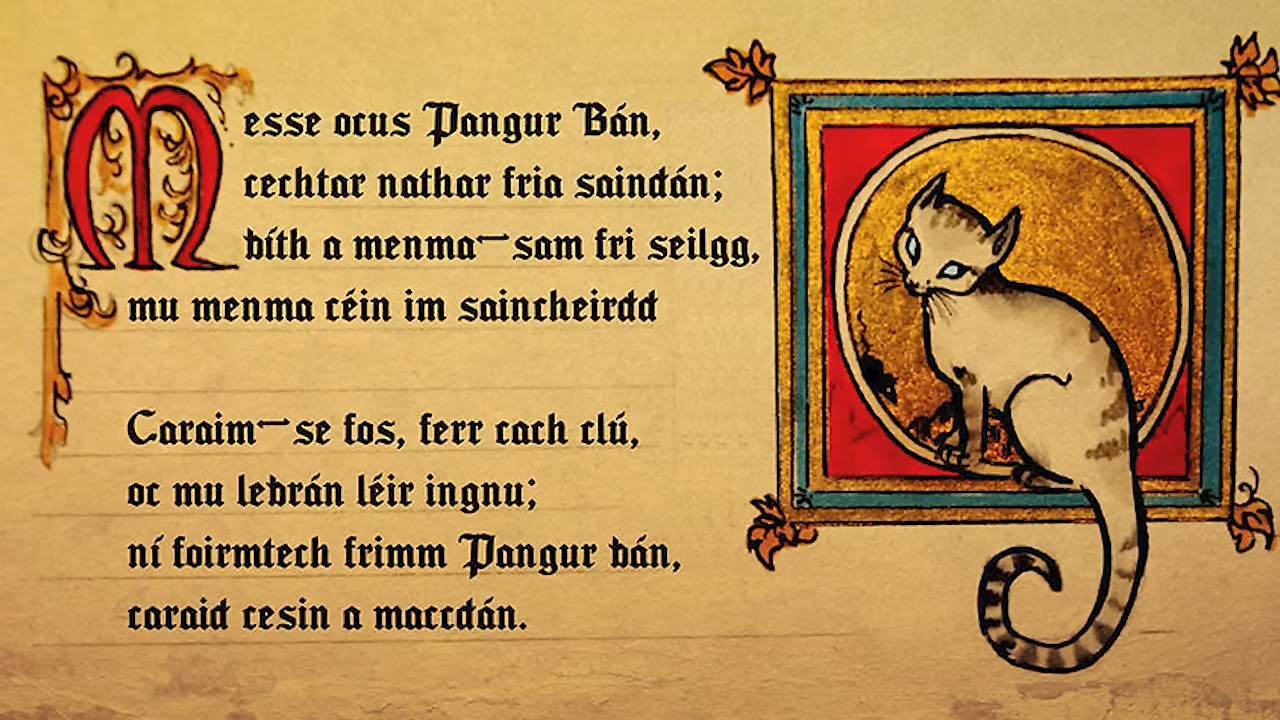 Messe ocus Pangur Bán,
cechtar nathar fria saindán;
bíth a menma-sam fri seilgg,
mu menma céin im saincheirdd
Caraim-se fos, ferr cach clú,
oc mu lebrán léir ingnu;
ní foirmtech frimm Pangur bán,
caraid cesin a maccdán.